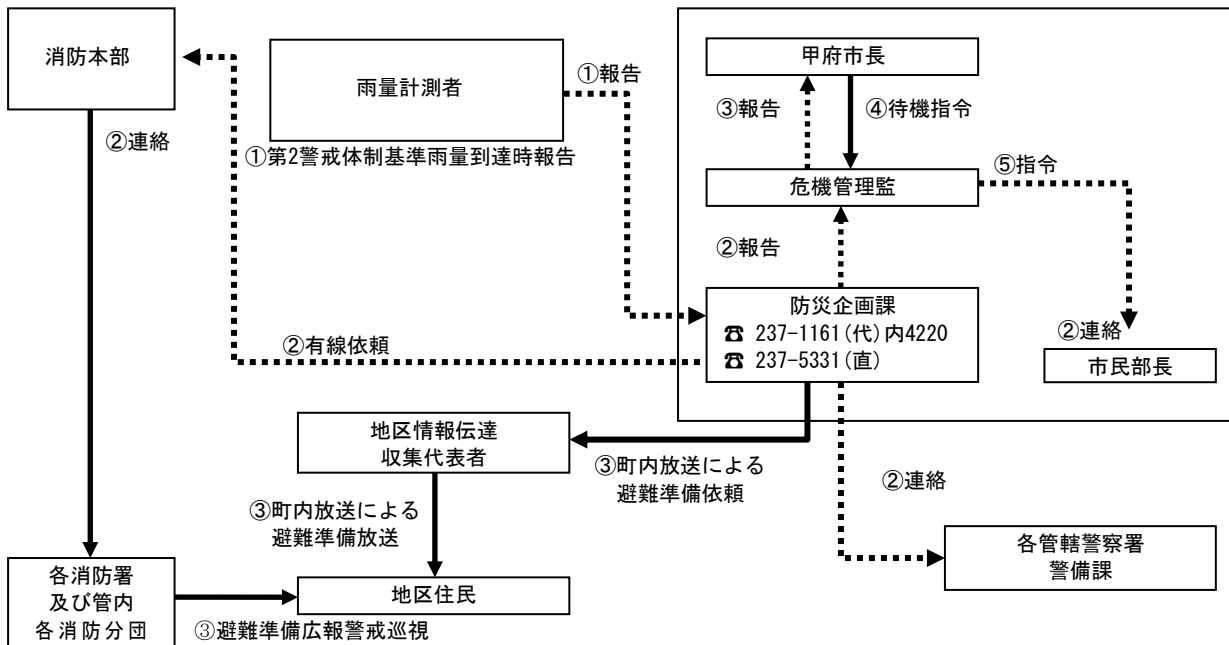 消防本部
雨量計測者
①報告
甲府市長
③報告
④待機指令
②連絡
①第2警戒体制基準雨量到達時報告
危機管理監
⑤指令
②報告
防災企画課
☎ 237-1161(代)内4220
☎ 237-5331(直)
②連絡
市民部長
②有線依頼
地区情報伝達
収集代表者
③町内放送による
避難準備依頼
②連絡
③町内放送による
避難準備放送
各管轄警察署
警備課
各消防署
及び管内
各消防分団
地区住民
③避難準備広報警戒巡視